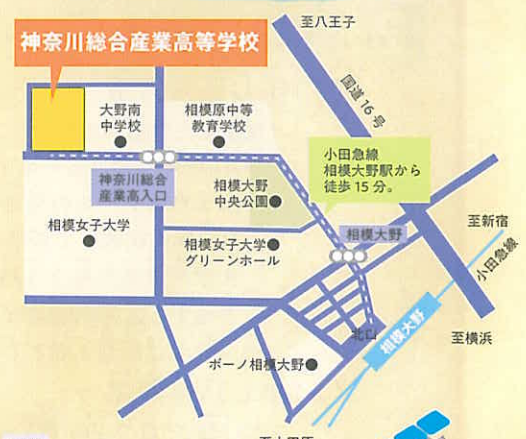 至八王子
神奈川総合産業高等学校
国道16号
大野南
中学校
相模原中等
教育学校
小田急線
相模大野駅から
徒歩15分。
神奈川総合
産業高入口
相模大野
中央公園
相模女子大学
相模大野
至新宿
相模女子大学
グリーンホール
小田急線
北口
相模大野
至横浜
ボーノ相模大野